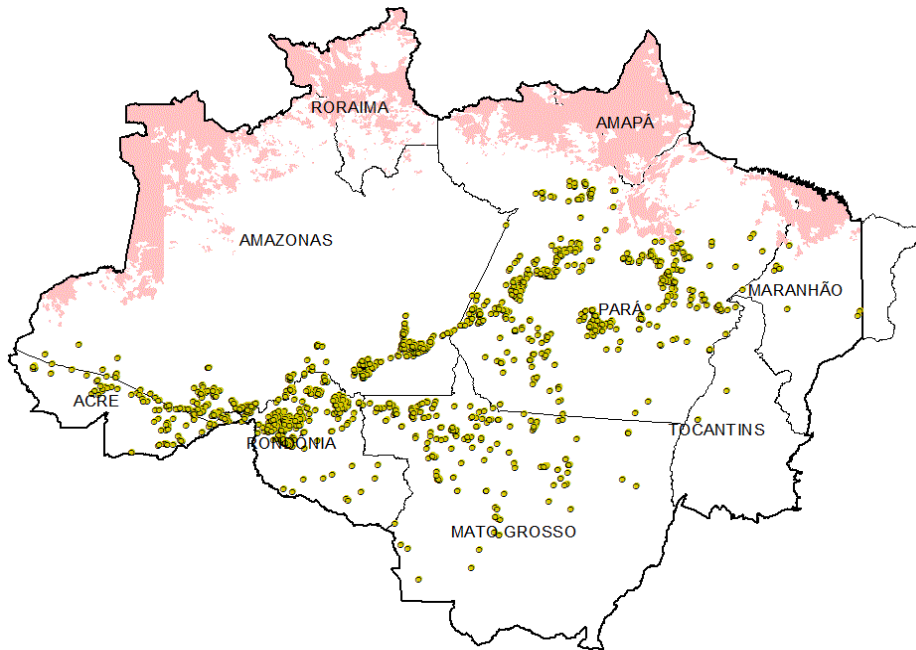 RORAIMA
AMAPÁ
AMAZONAS
MARANHÃO
PARÁ
ACRE
RONDÔNIA
TOCANTINS
MATO GROSSO